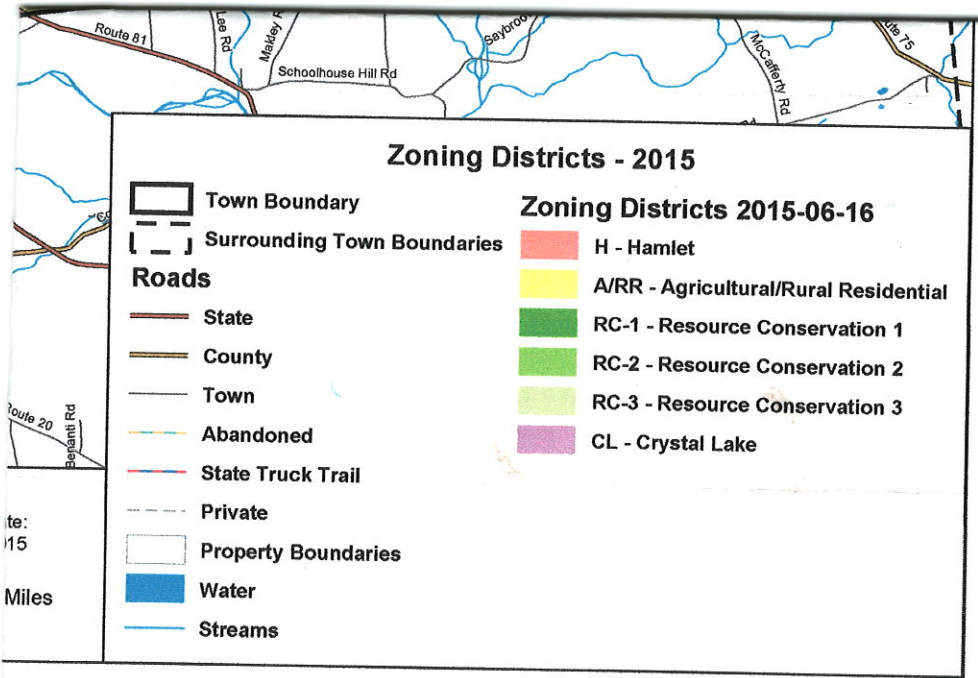 Route 81
Lee Rd
Makley R
Schoolhouse Hill Rd
Saybroo
McCafferty Rd
Route 75
Zoning Districts - 2015
Town Boundary
Surrounding Town Boundaries
Roads
State
County
Town
Abandoned
State Truck Trail
Private
Property Boundaries
Water
Streams
Zoning Districts 2015-06-16
H - Hamlet
A/RR - Agricultural/Rural Residential
RC-1 - Resource Conservation 1
RC-2 - Resource Conservation 2
RC-3 - Resource Conservation 3
CL - Crystal Lake
Route 20
Benanti Rd
te:
15
Miles